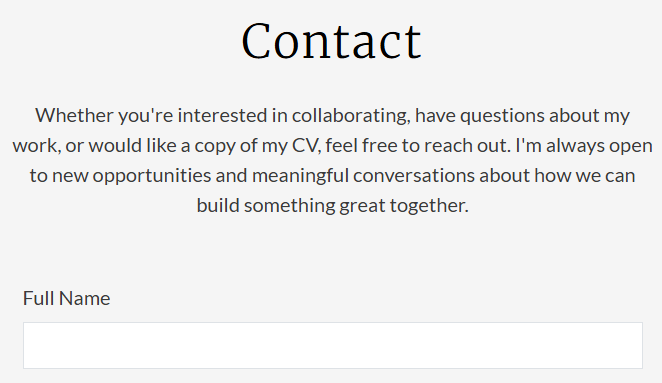 Contact
Whether you're interested in collaborating, have questions about my
work, or would like a copy of my CV, feel free to reach out. I'm always open
to new opportunities and meaningful conversations about how we can
build something great together.
Full Name